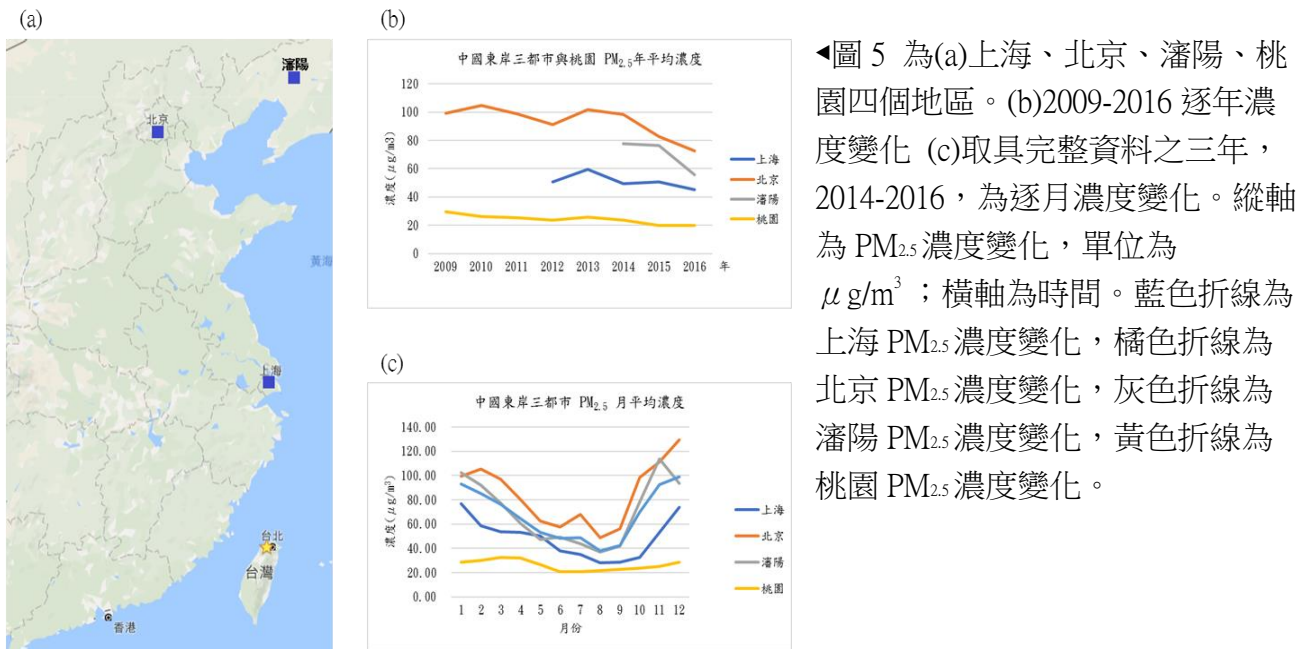 (a)
瀋陽
北京
黃海
上海
台北
台灣
香港
(b)
中國東岸三都市與桃園 PM2.5年平均濃度
濃度(μg/m3)
120
100
80
60
40
20
0
2009 2010 2011 2012 2013 2014 2015 2016 年
上海
北京
瀋陽
桃園
(c)
中國東岸三都市 PM2.5 月平均濃度
濃度(μg/m³)
140.00
120.00
100.00
80.00
60.00
40.00
20.00
0.00
1 2 3 4 5 6 7 8 9 10 11 12
月份
上海
北京
瀋陽
桃園
◀圖 5 為(a)上海、北京、瀋陽、桃
園四個地區。(b)2009-2016 逐年濃
度變化 (c)取具完整資料之三年，
2014-2016，為逐月濃度變化。縱軸
為 PM2.5 濃度變化，單位為
μg/m³；橫軸為時間。藍色折線為
上海 PM2.5 濃度變化，橘色折線為
北京 PM2.5 濃度變化，灰色折線為
瀋陽 PM2.5 濃度變化，黃色折線為
桃園 PM2.5 濃度變化。